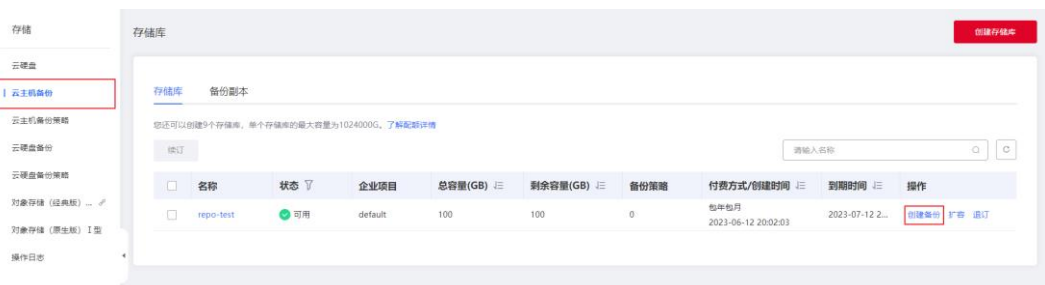 存储
存储库
创建存储库
云硬盘
云主机备份
云主机备份策略
云硬盘备份
云硬盘备份策略
对象存储（经典版）...
对象存储（原生版）I型
操作日志
存储库 备份副本
您还可以创建9个存储库，单个存储库的最大容量为1024000G。了解配额详情
续订
请输入名称
名称 状态 企业项目 总容量(GB) 剩余容量(GB) 备份策略 付费方式/创建时间 到期时间 操作
repo-test 可用 default 100 100 0 包年包月 2023-07-12 2... 创建备份 扩容 退订
2023-06-12 20:02:03